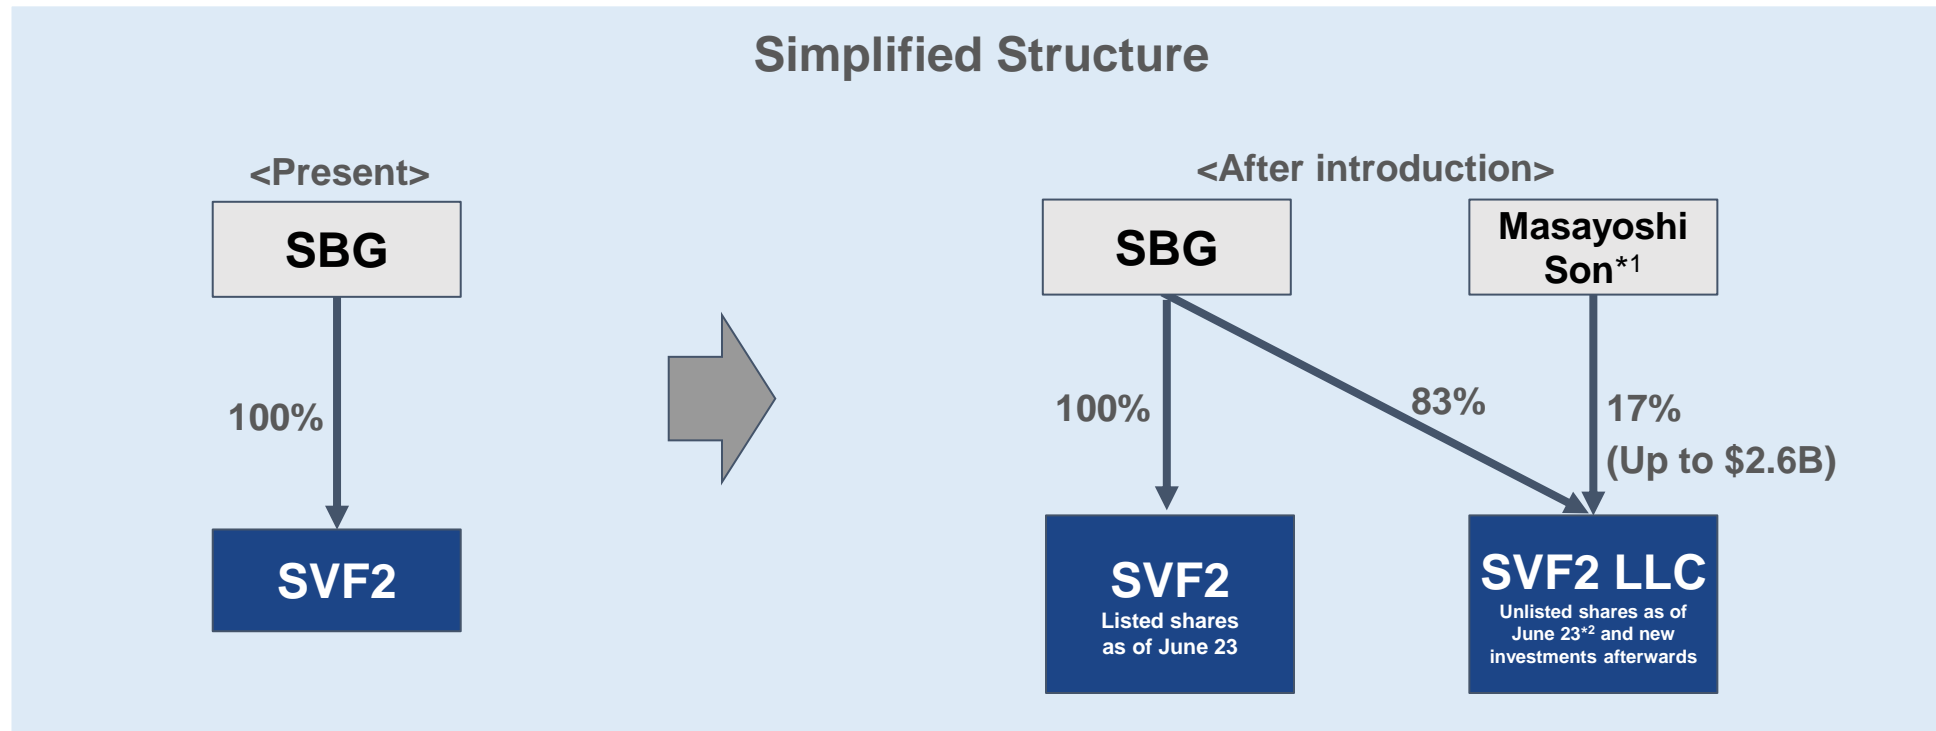 Simplified Structure
<Present>
SBG
100%
SVF2
<After introduction>
SBG
Masayoshi
Son*1
100%
83%
17%
(Up to $2.6B)
SVF2
Listed shares
as of June 23
SVF2 LLC
Unlisted shares as of
June 23*2 and new
investments afterwards